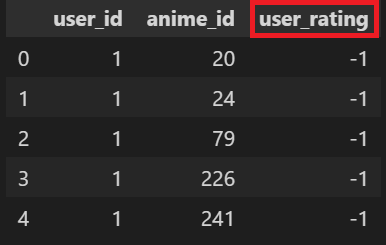 user_id anime_id user_rating
0 1 20 -1
1 1 24 -1
2 1 79 -1
3 1 226 -1
4 1 241 -1